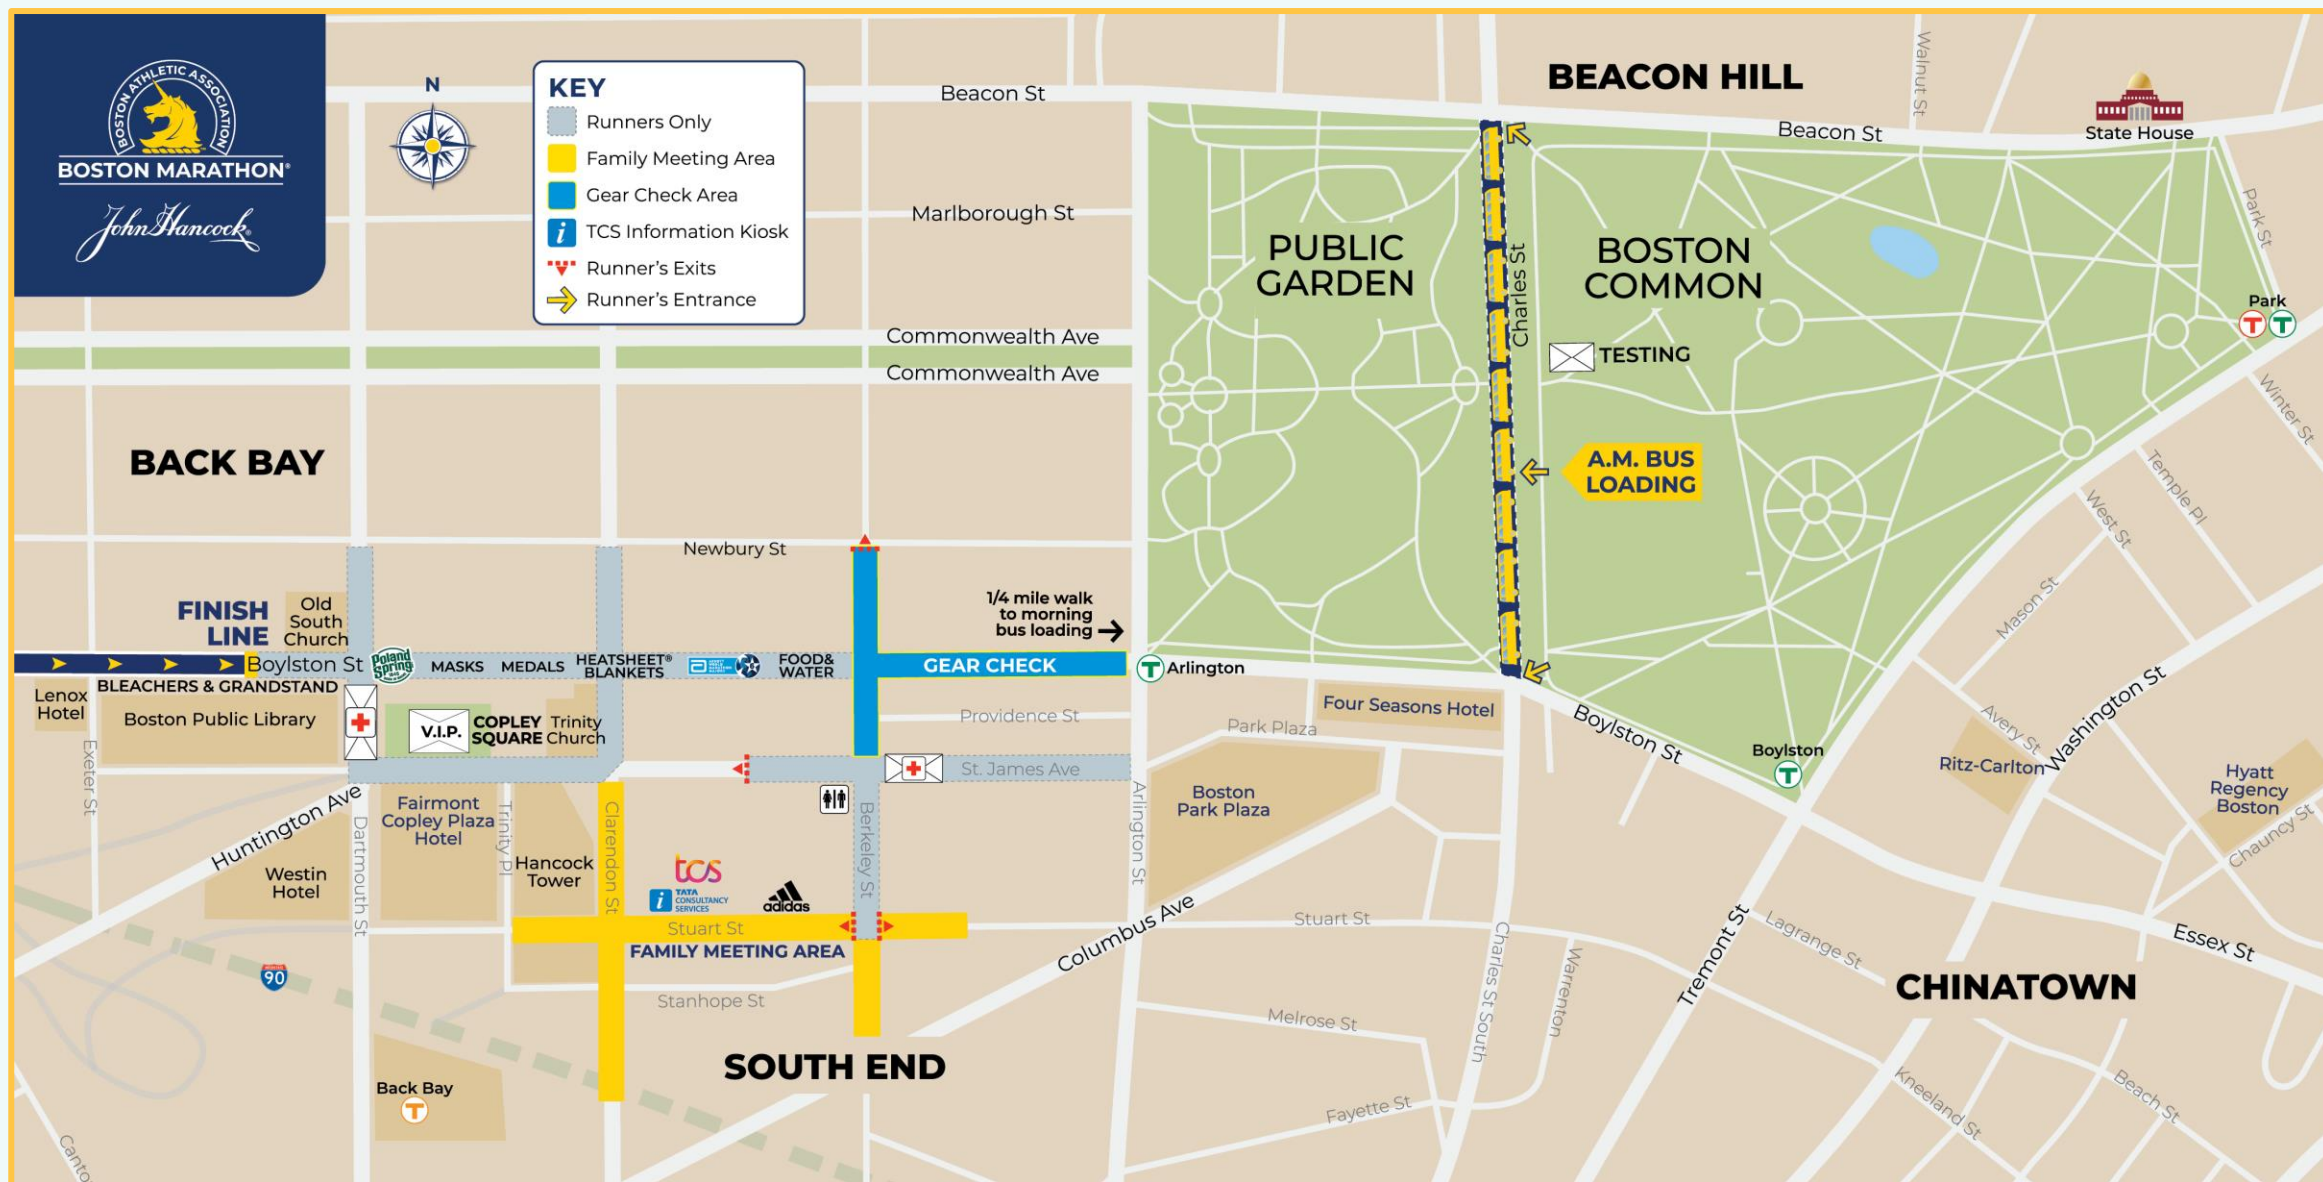 BOSTON ATHLETIC ASSOCIATION
BOSTON MARATHON®
John Hancock
N
KEY
Runners Only
Family Meeting Area
Gear Check Area
i TCS Information Kiosk
Runner's Exits
Runner's Entrance
Beacon St
BEACON HILL
Walnut St
Beacon St
State House
Marlborough St
PUBLIC
GARDEN
Charles St
BOSTON
COMMON
Park St
Park
T T
Commonwealth Ave
Commonwealth Ave
TESTING
Winter St
BACK BAY
A.M. BUS
LOADING
Temple Pl
West St
Newbury St
Mason St
FINISH
LINE
Old
South
Church
1/4 mile walk
to morning
bus loading
Boylston St
Poland
Spring
MASKS
MEDALS
HEATSHEET®
BLANKETS
FOOD&
WATER
GEAR CHECK
T Arlington
BLEACHERS & GRANDSTAND
Lenox
Hotel
Boston Public Library
V.I.P.
COPLEY
SQUARE
Trinity
Church
Providence St
Park Plaza
Four Seasons Hotel
Boylston St
Boylston
T
Avery St
Washington St
Ritz-Carlton
Hyatt
Regency
Boston
Chauncy St
Exeter St
St. James Ave
Huntington Ave
Fairmont
Copley Plaza
Hotel
Trinity Pl
Clarendon St
Berkeley St
Arlington St
Boston
Park Plaza
Dartmouth St
Westin
Hotel
Hancock
Tower
tcs
i
TATA
CONSULTANCY
SERVICES
adidas
Stuart St
FAMILY MEETING AREA
Columbus Ave
Stuart St
Charles St South
Warrenton
Tremont St
Lagrange St
Essex St
90
Stanhope St
CHINATOWN
Melrose St
SOUTH END
Back Bay
T
Fayette St
Kneeland St
Beach St
Canto